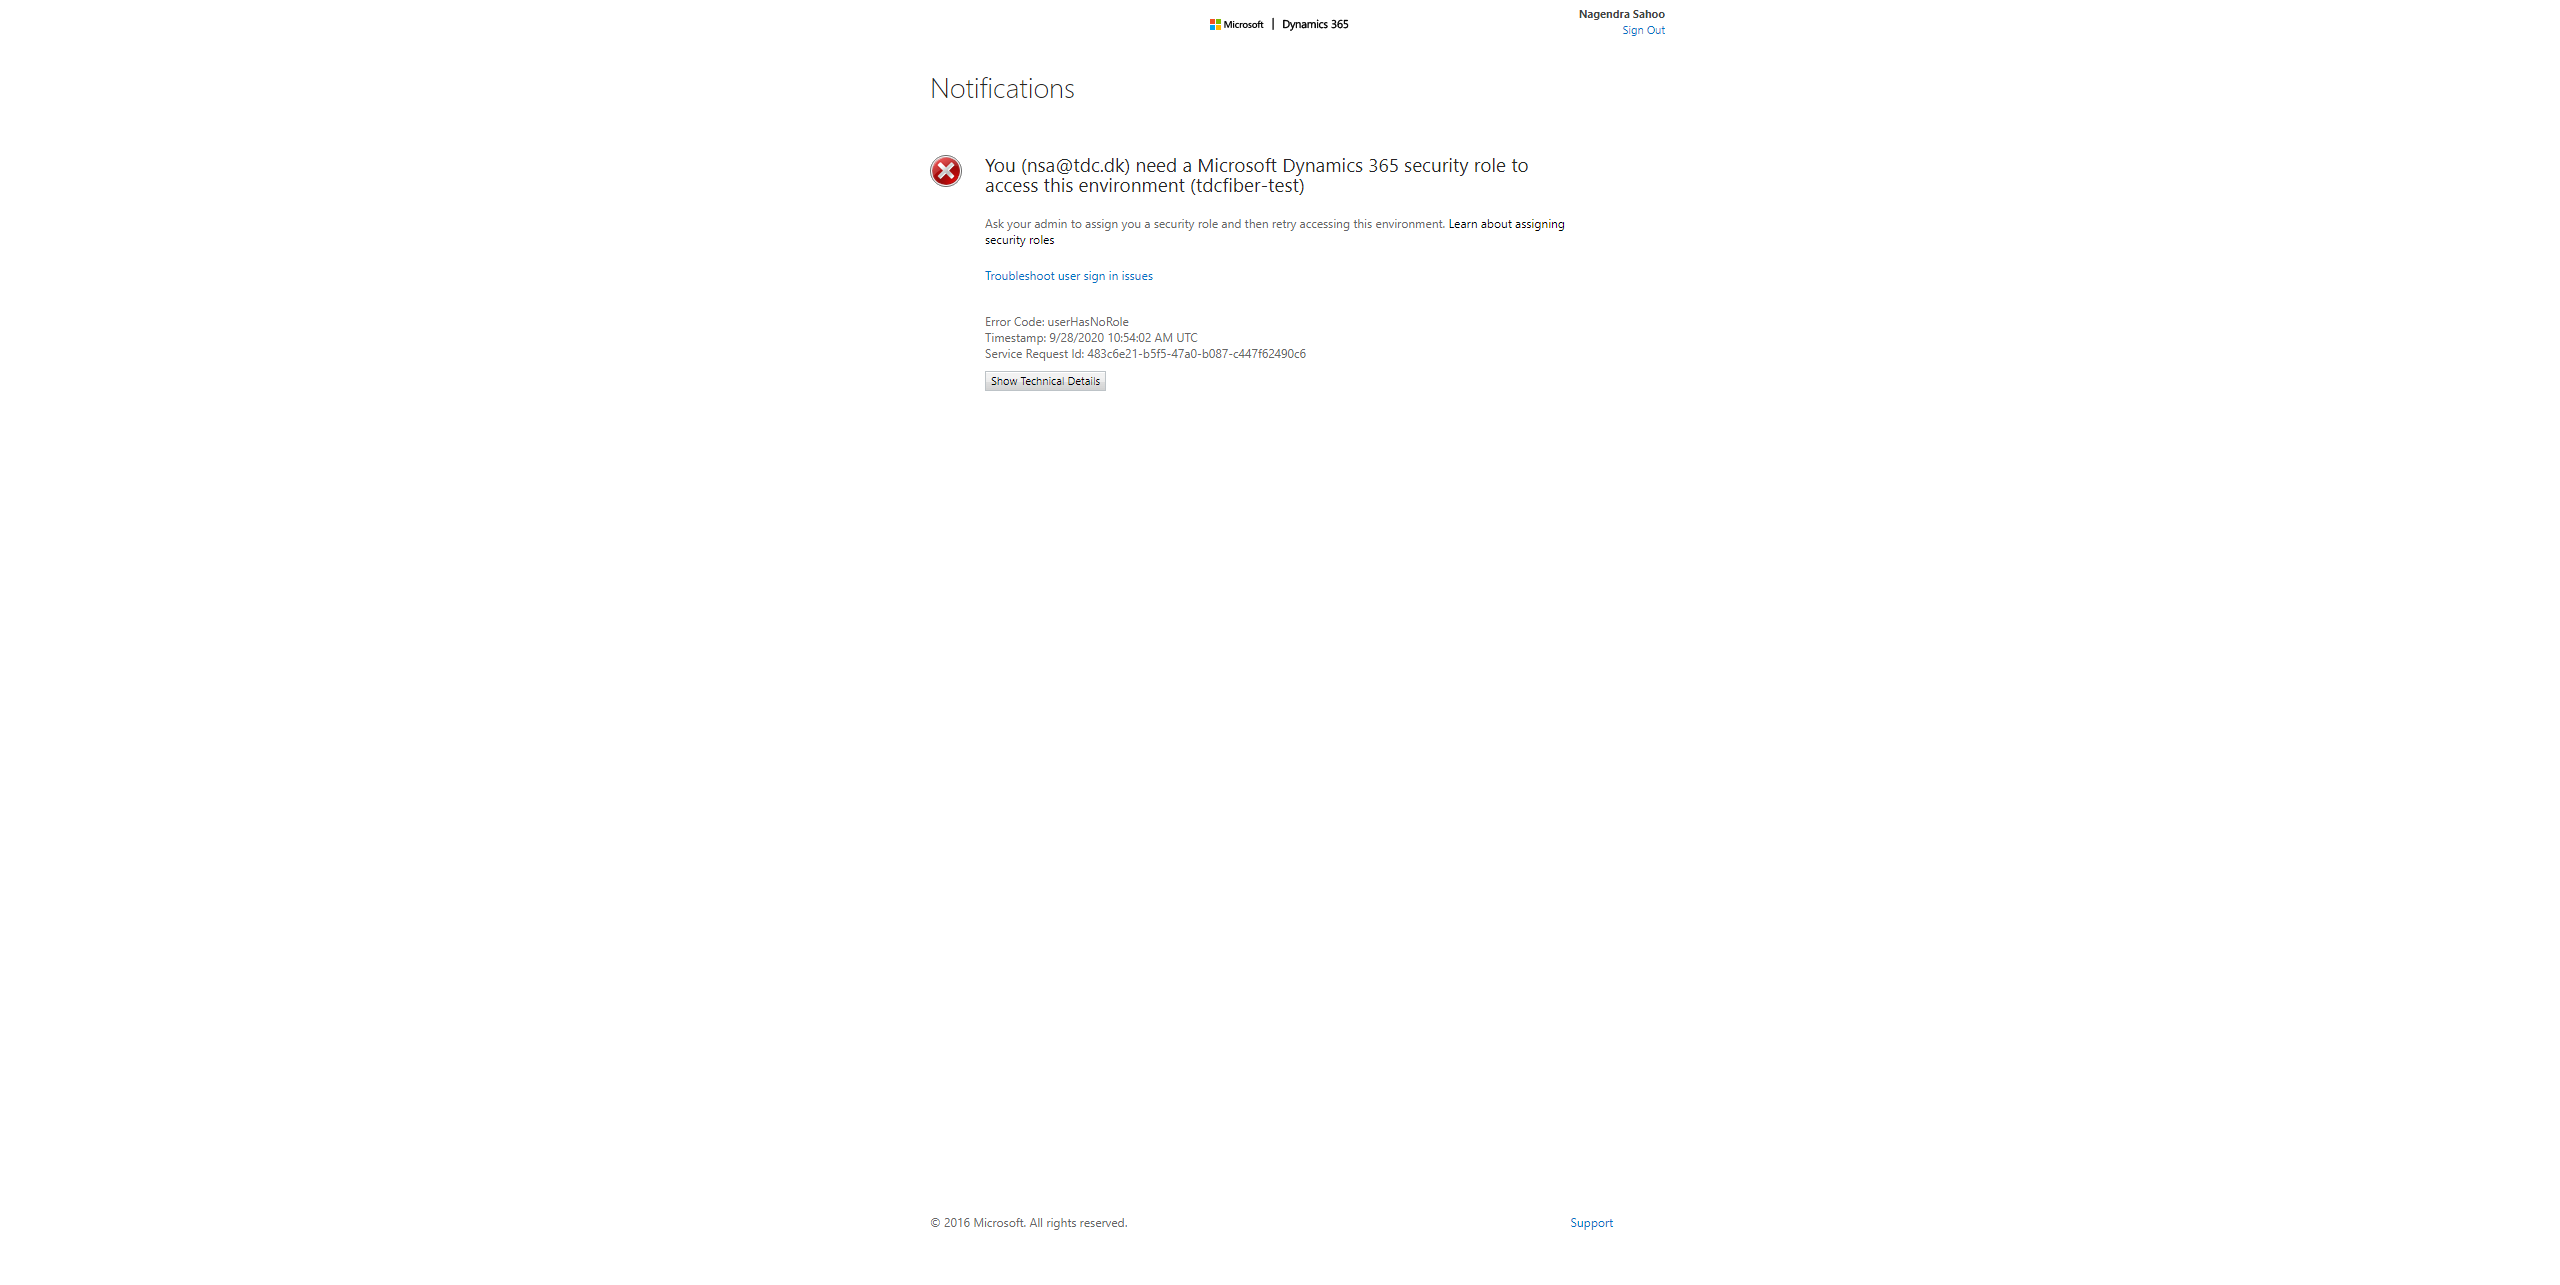 Microsoft | Dynamics 365
Nagendra Sahoo
Sign Out
Notifications
You (nsa@tdc.dk) need a Microsoft Dynamics 365 security role to
access this environment (tdcfiber-test)
Ask your admin to assign you a security role and then retry accessing this environment. Learn about assigning
security roles
Troubleshoot user sign in issues
Error Code: userHasNoRole
Timestamp: 9/28/2020 10:54:02 AM UTC
Service Request Id: 483c6e21-b5f5-47a0-b087-c447f62490c6
Show Technical Details
© 2016 Microsoft. All rights reserved.
Support